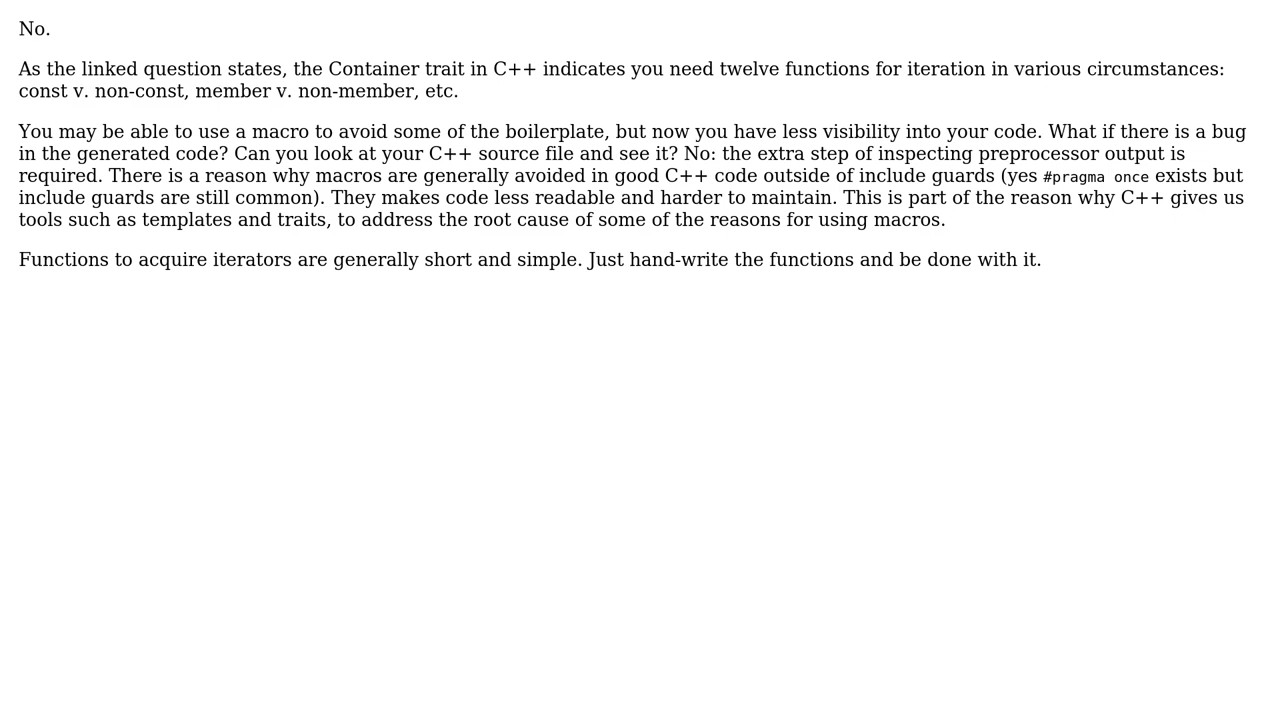 No.
As the linked question states, the Container trait in C++ indicates you need twelve functions for iteration in various circumstances:
const v. non-const, member v. non-member, etc.
You may be able to use a macro to avoid some of the boilerplate, but now you have less visibility into your code. What if there is a bug
in the generated code? Can you look at your C++ source file and see it? No: the extra step of inspecting preprocessor output is
required. There is a reason why macros are generally avoided in good C++ code outside of include guards (yes #pragma once exists but
include guards are still common). They makes code less readable and harder to maintain. This is part of the reason why C++ gives us
tools such as templates and traits, to address the root cause of some of the reasons for using macros.
Functions to acquire iterators are generally short and simple. Just hand-write the functions and be done with it.